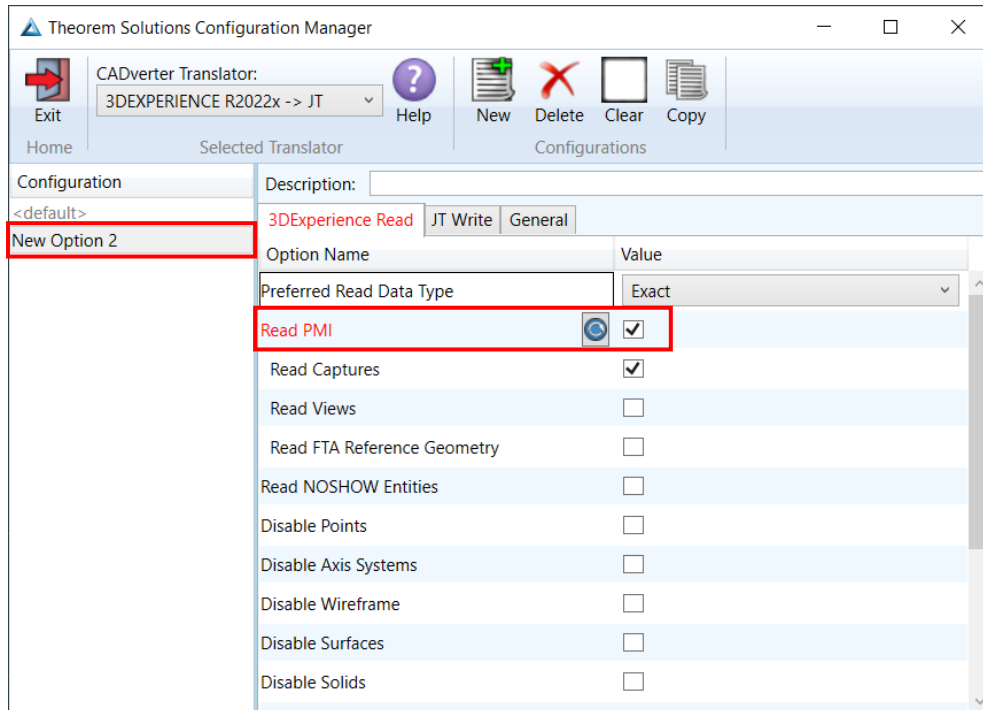 Theorem Solutions Configuration Manager
CADverter Translator:
3DEXPERIENCE R2022x -> JT
Exit
Help
New
Delete
Clear
Copy
Home
Selected Translator
Configurations
Configuration
Description:
<default>
New Option 2
3DExperience Read
JT Write
General
Option Name
Value
Preferred Read Data Type
Exact
Read PMI
Read Captures
Read Views
Read FTA Reference Geometry
Read NOSHOW Entities
Disable Points
Disable Axis Systems
Disable Wireframe
Disable Surfaces
Disable Solids